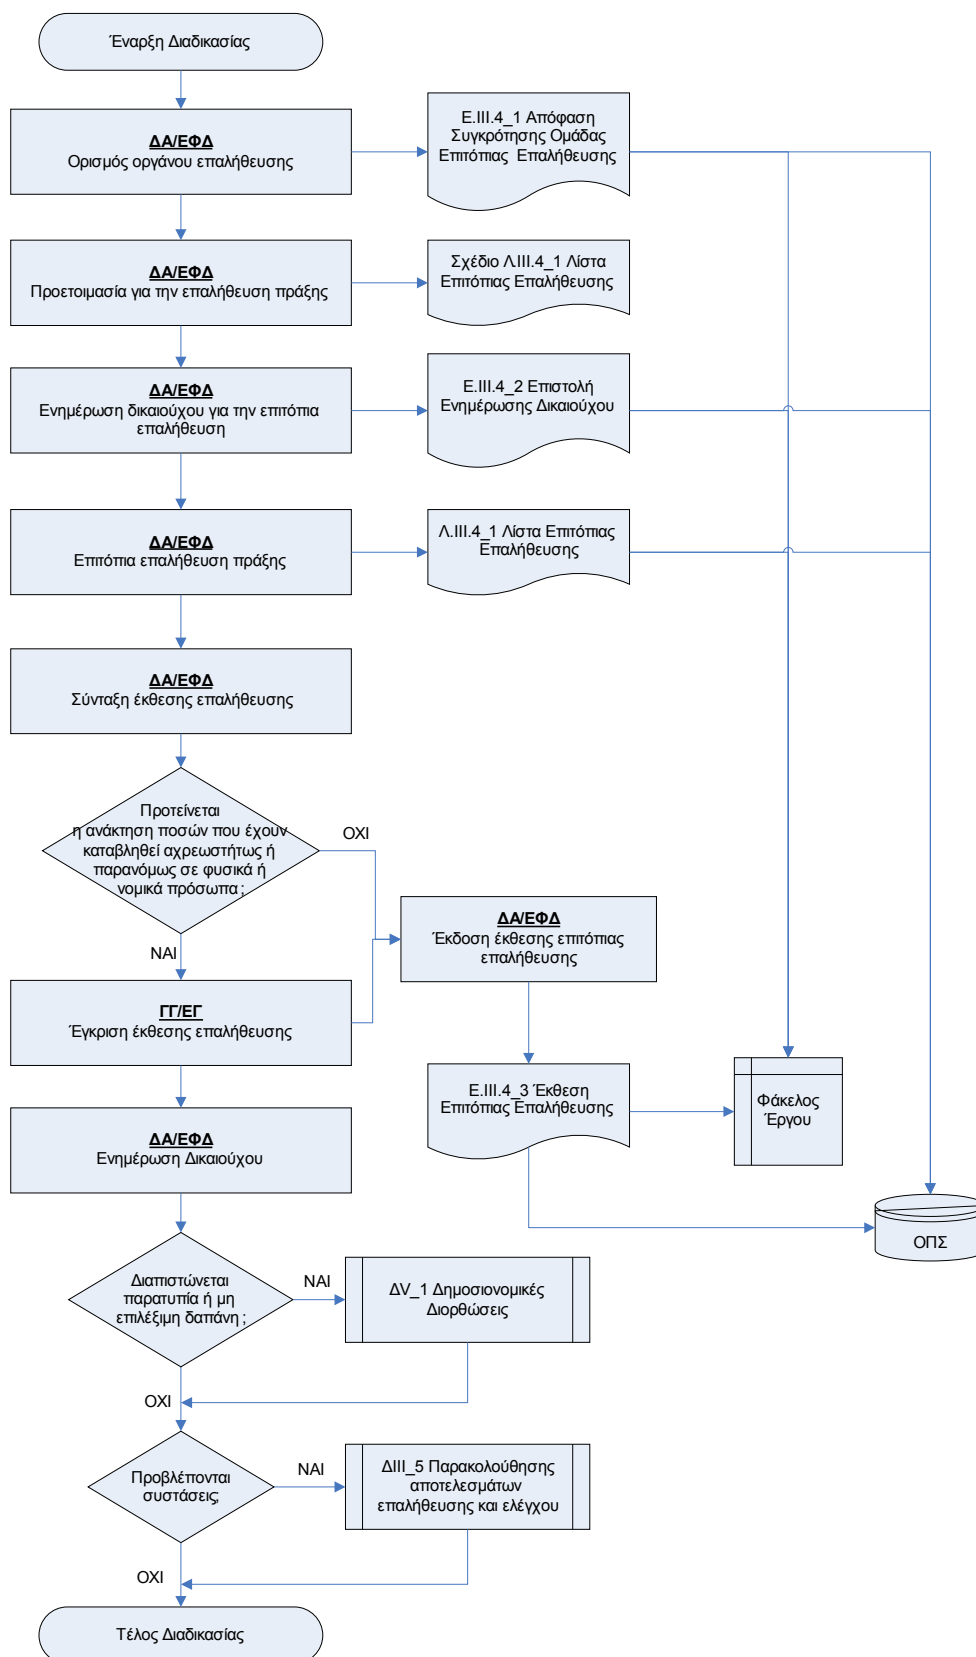 Έναρξη Διαδικασίας
ΔΑ/ΕΦΔ
Ορισμός οργάνου επαλήθευσης
Ε.ΙΙΙ.4_1 Απόφαση
Συγκρότησης Ομάδας
Επιτόπιας Επαλήθευσης
ΔΑ/ΕΦΔ
Προετοιμασία για την επαλήθευση πράξης
Σχέδιο Λ.ΙΙΙ.4_1 Λίστα
Επιτόπιας Επαλήθευσης
ΔΑ/ΕΦΔ
Ενημέρωση δικαιούχου για την επιτόπια
επαλήθευση
Ε.ΙΙΙ.4_2 Επιστολή
Ενημέρωσης Δικαιούχου
ΔΑ/ΕΦΔ
Επιτόπια επαλήθευση πράξης
Λ.ΙΙΙ.4_1 Λίστα Επιτόπιας
Επαλήθευσης
ΔΑ/ΕΦΔ
Σύνταξη έκθεσης επαλήθευσης
Προτείνεται
η ανάκτηση ποσών που έχουν
καταβληθεί αχρεωστήτως ή
παρανόμως σε φυσικά ή
νομικά πρόσωπα;
ΟΧΙ
ΝΑΙ
ΔΑ/ΕΦΔ
Έκδοση έκθεσης επιτόπιας
επαλήθευσης
ΓΓ/ΕΓ
Έγκριση έκθεσης επαλήθευσης
Ε.ΙΙΙ.4_3 Έκθεση
Επιτόπιας Επαλήθευσης
Φάκελος
Έργου
ΔΑ/ΕΦΔ
Ενημέρωση Δικαιούχου
ΟΠΣ
Διαπιστώνεται
παρατυπία ή μη
επιλέξιμη δαπάνη;
ΝΑΙ
ΔV_1 Δημοσιονομικές
Διορθώσεις
ΟΧΙ
Προβλέπονται
συστάσεις;
ΝΑΙ
ΔΙΙΙ_5 Παρακολούθησης
αποτελεσμάτων
επαλήθευσης και ελέγχου
ΟΧΙ
Τέλος Διαδικασίας